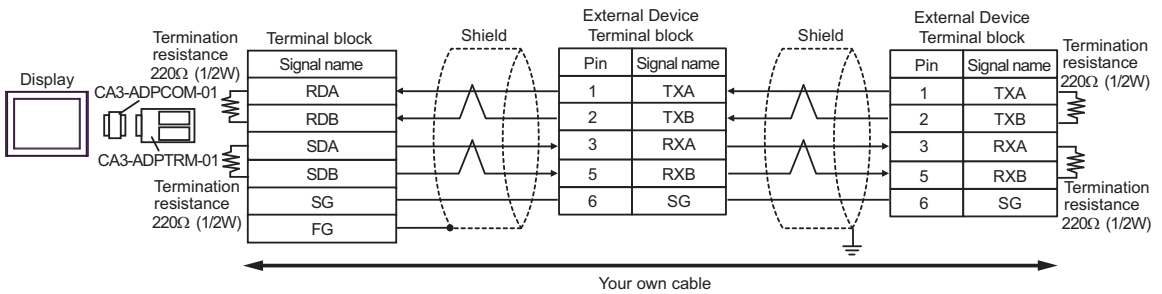 Display
CA3-ADPCOM-01
CA3-ADPTRM-01
Termination
resistance
220Ω (1/2W)
Termination
resistance
220Ω (1/2W)
Terminal block
Signal name
RDA
RDB
SDA
SDB
SG
FG
Shield
External Device
Terminal block
Pin Signal name
1 TXA
2 TXB
3 RXA
5 RXB
6 SG
Shield
External Device
Terminal block
Pin Signal name
1 TXA
2 TXB
3 RXA
5 RXB
6 SG
Termination
resistance
220Ω (1/2W)
Termination
resistance
220Ω (1/2W)
Your own cable